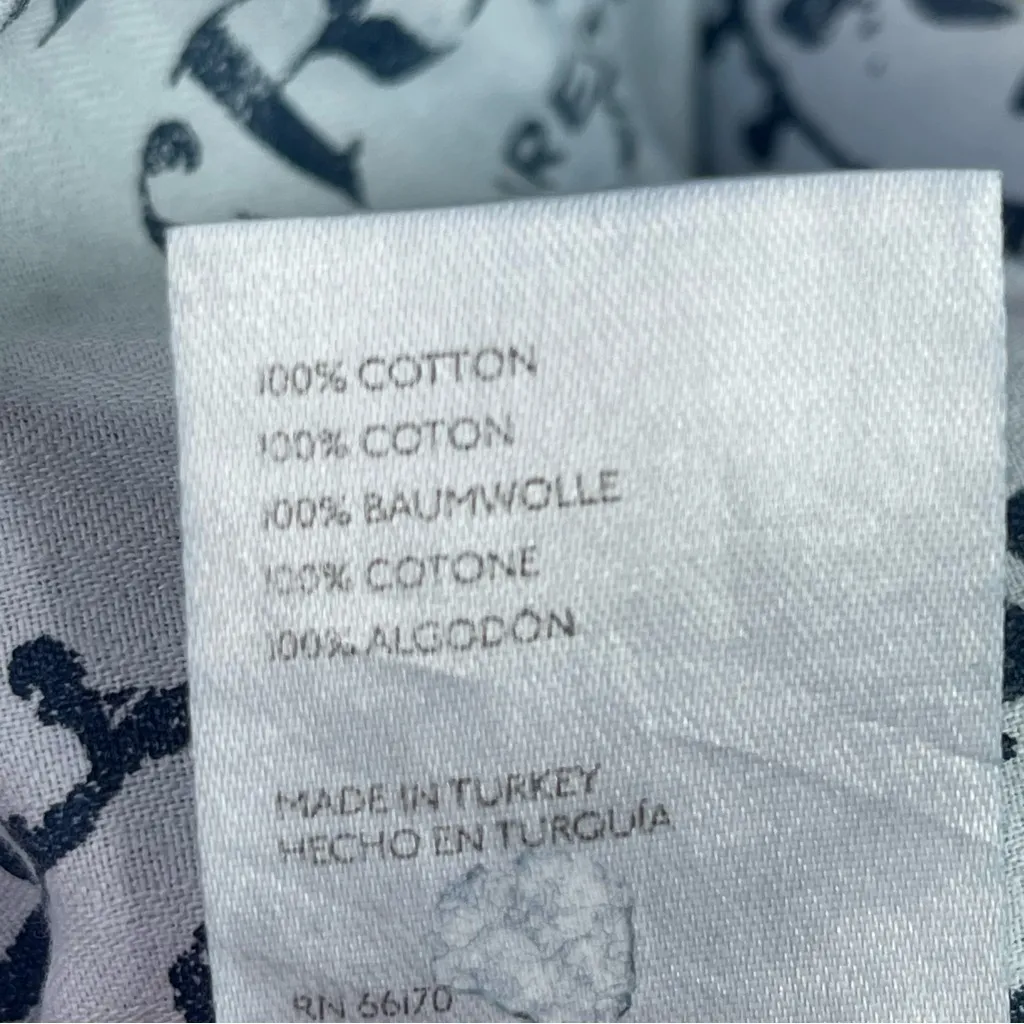 100% COTTON
100% COTON
100% BAUMWOLLE
100% COTONE
100% ALGODÓN
MADE IN TURKEY
HECHO EN TURQUÍA
RN 66170